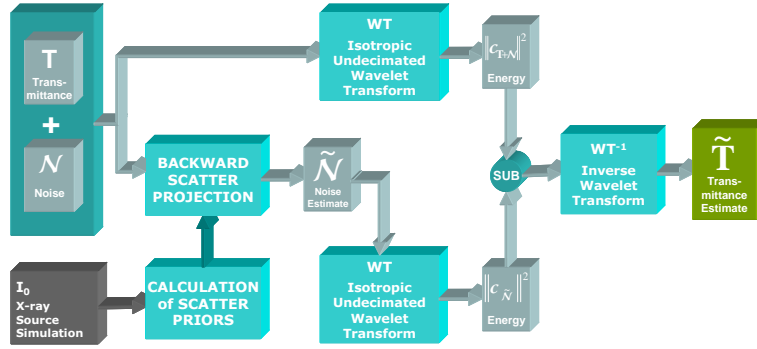 T
Trans-
mittance
+
N
Noise
I₀
X-ray
Source
Simulation
BACKWARD
SCATTER
PROJECTION
CALCULATION
of SCATTER
PRIORS
Ñ
Noise
Estimate
WT
Isotropic
Undecimated
Wavelet
Transform
‖C_{T+N}‖²
Energy
WT
Isotropic
Undecimated
Wavelet
Transform
‖C_Ñ‖²
Energy
SUB
WT⁻¹
Inverse
Wavelet
Transform
T̃
Trans-
mittance
Estimate